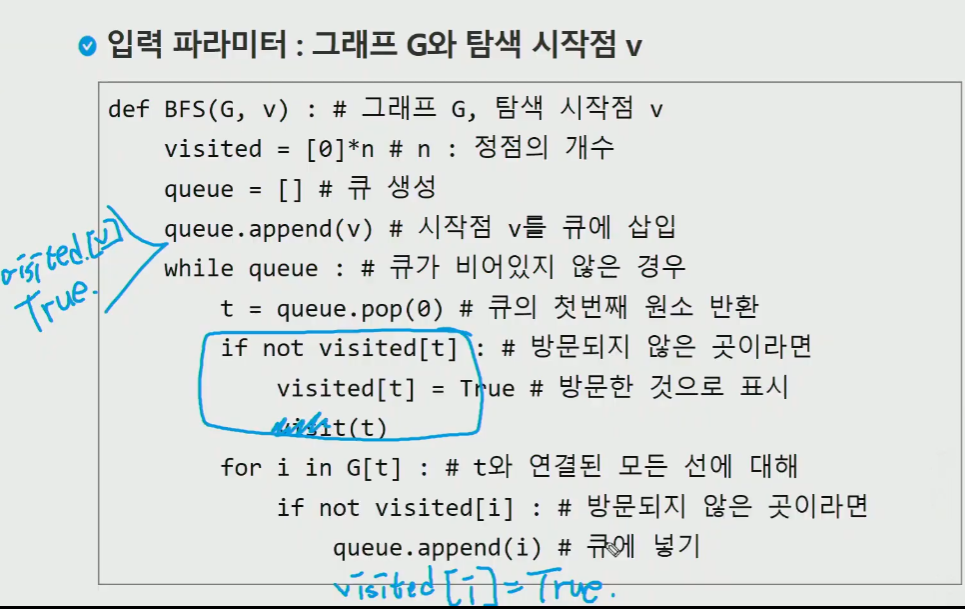 입력 파라미터 : 그래프 G와 탐색 시작점 v
def BFS(G, v) : # 그래프 G, 탐색 시작점 v
visited = [0]*n # n : 정점의 개수
queue = [] # 큐 생성
queue.append(v) # 시작점 v를 큐에 삽입
visited.[v]
True.
while queue : # 큐가 비어있지 않은 경우
t = queue.pop(0) # 큐의 첫번째 원소 반환
if not visited[t] : # 방문되지 않은 곳이라면
visited[t] = True # 방문한 것으로 표시
visit(t)
for i in G[t] : # t와 연결된 모든 선에 대해
if not visited[i] : # 방문되지 않은 곳이라면
queue.append(i) # 큐에 넣기
visited[i]=True.